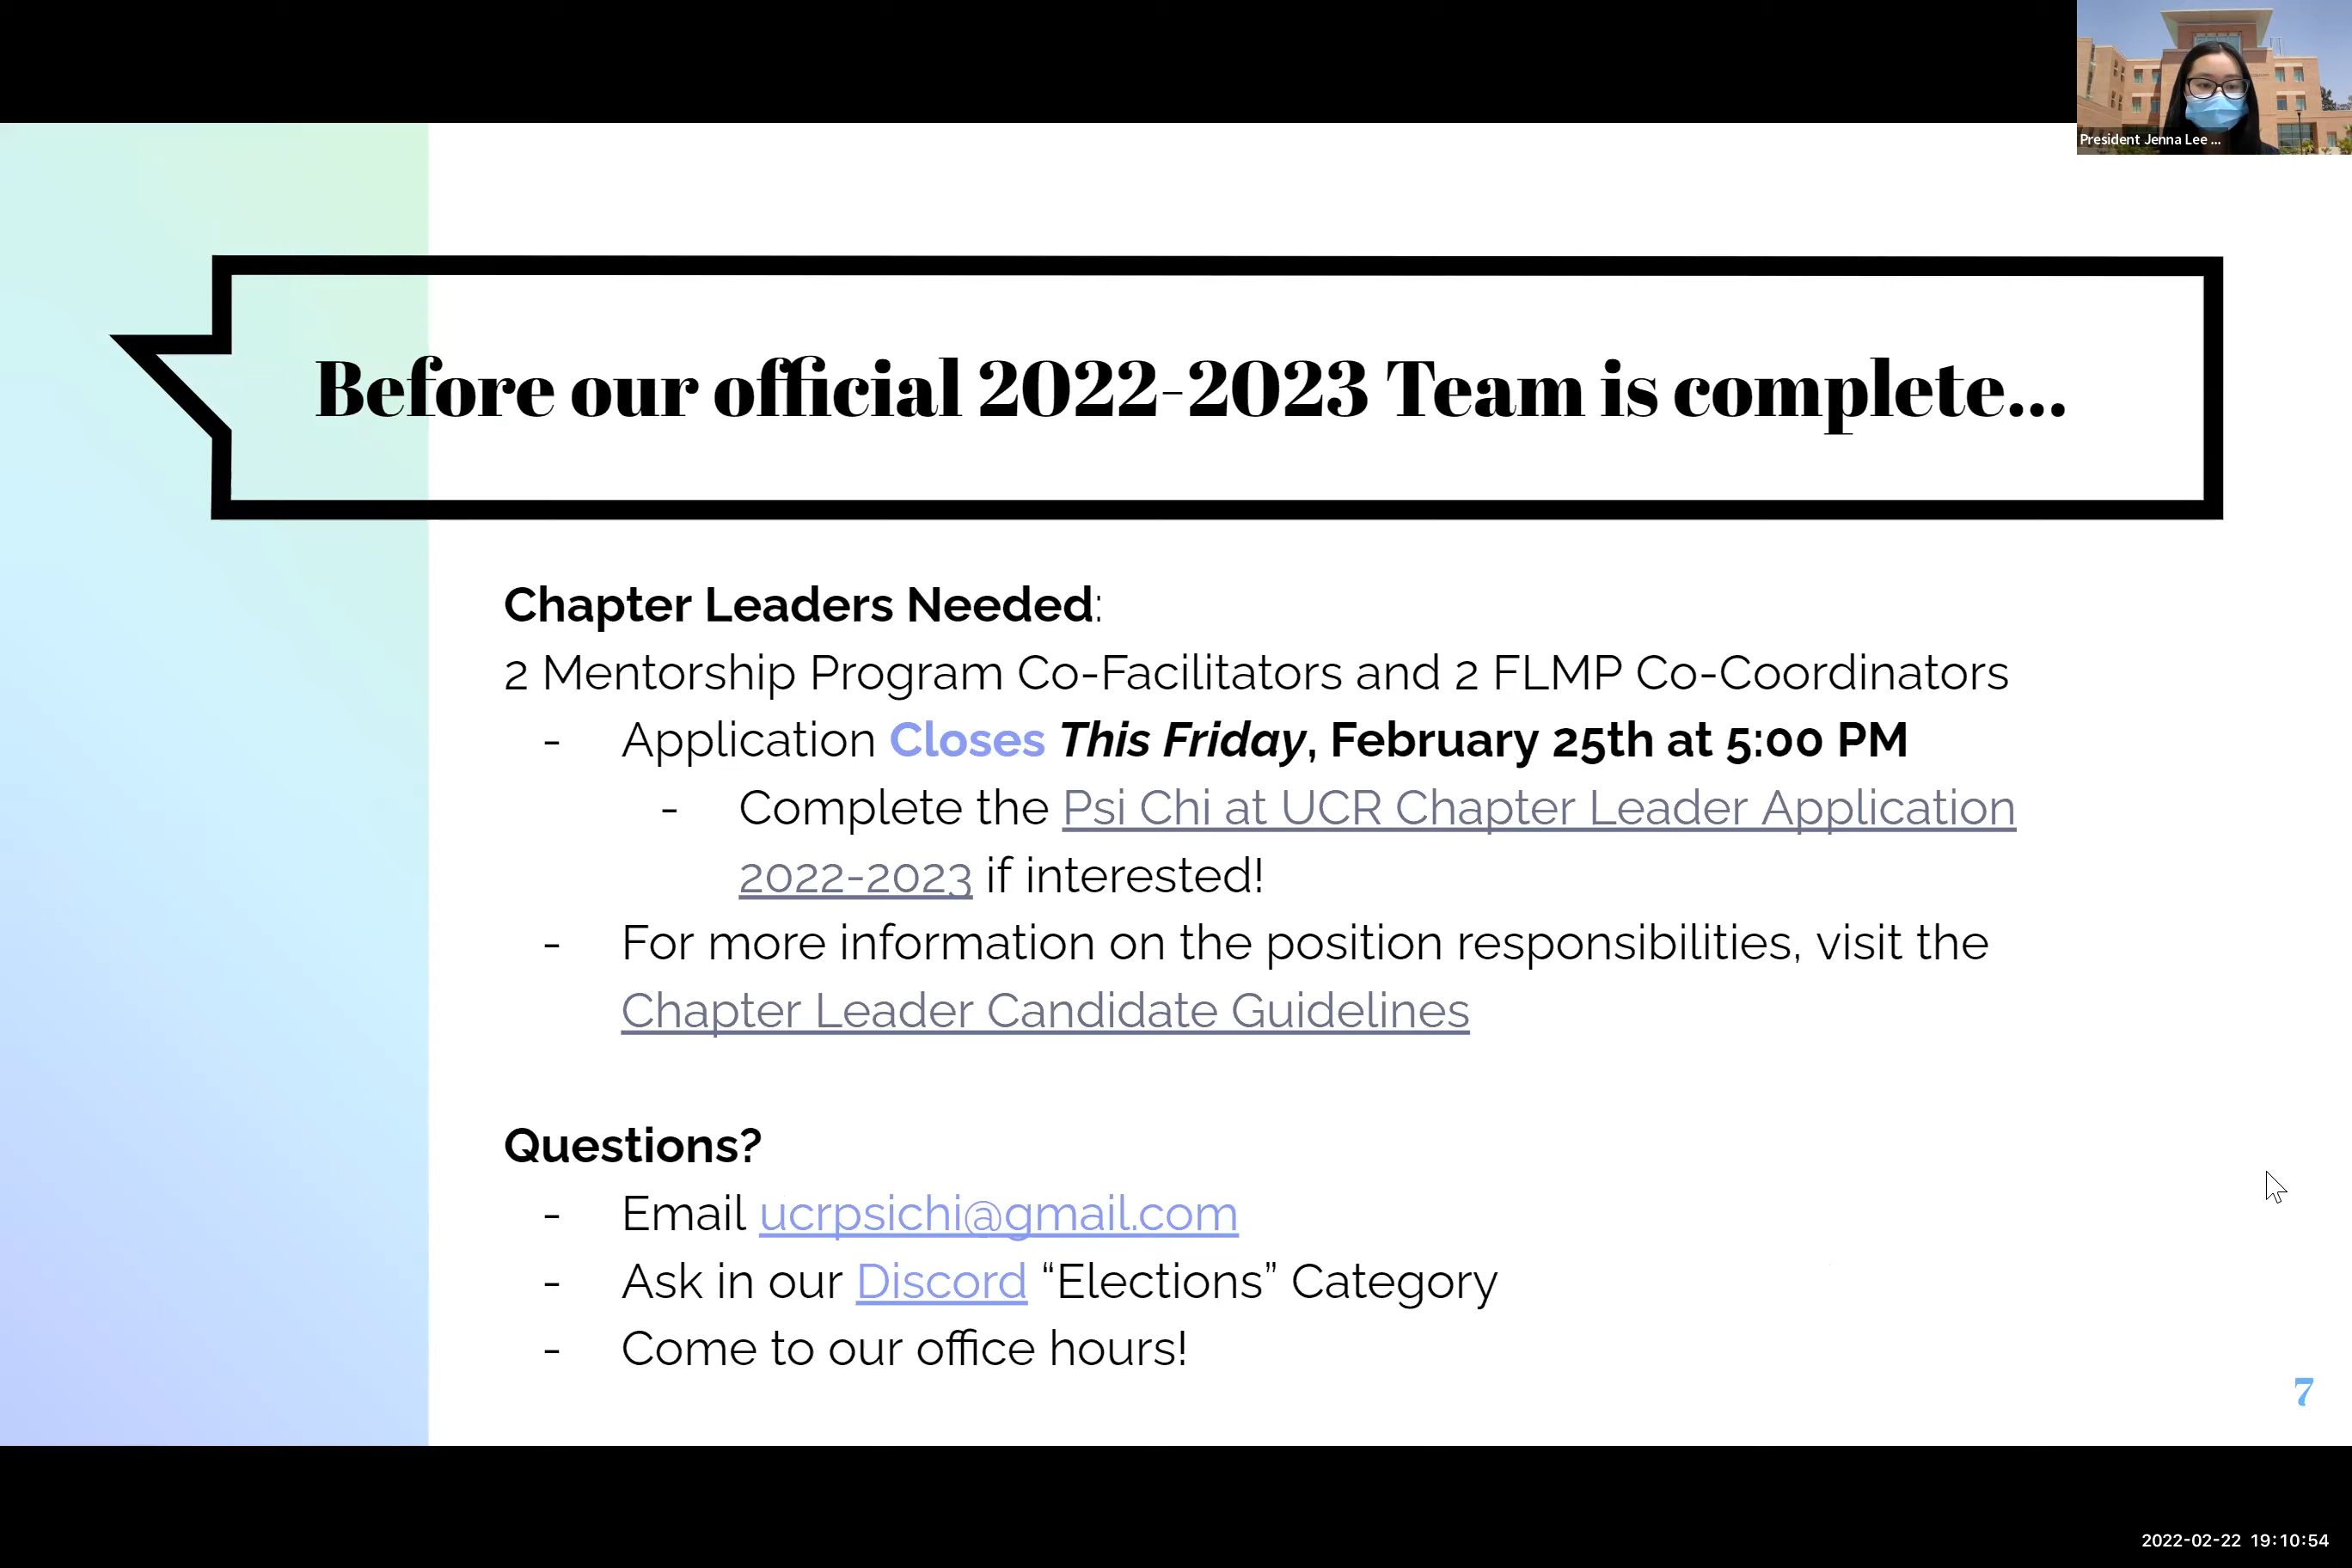 President Jenna Lee ...
Before our official 2022-2023 Team is complete...
Chapter Leaders Needed:
2 Mentorship Program Co-Facilitators and 2 FLMP Co-Coordinators
- Application Closes This Friday, February 25th at 5:00 PM
- Complete the Psi Chi at UCR Chapter Leader Application
2022-2023 if interested!
- For more information on the position responsibilities, visit the
Chapter Leader Candidate Guidelines
Questions?
- Email ucrpsichi@gmail.com
- Ask in our Discord “Elections” Category
- Come to our office hours!
7
2022-02-22 19:10:54